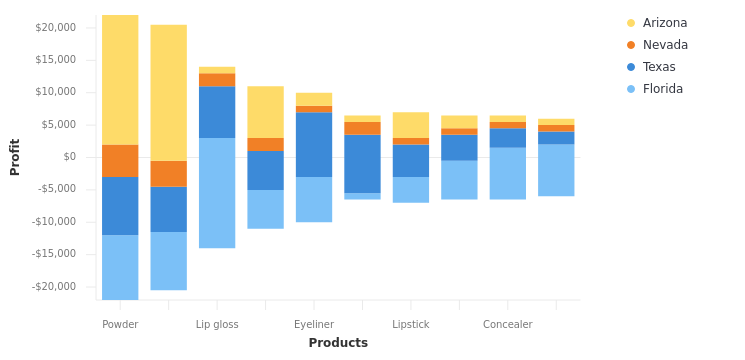 $20,000
$15,000
$10,000
$5,000
$0
-$5,000
-$10,000
-$15,000
-$20,000
Profit
Powder
Lip gloss
Eyeliner
Lipstick
Concealer
Products
Arizona
Nevada
Texas
Florida